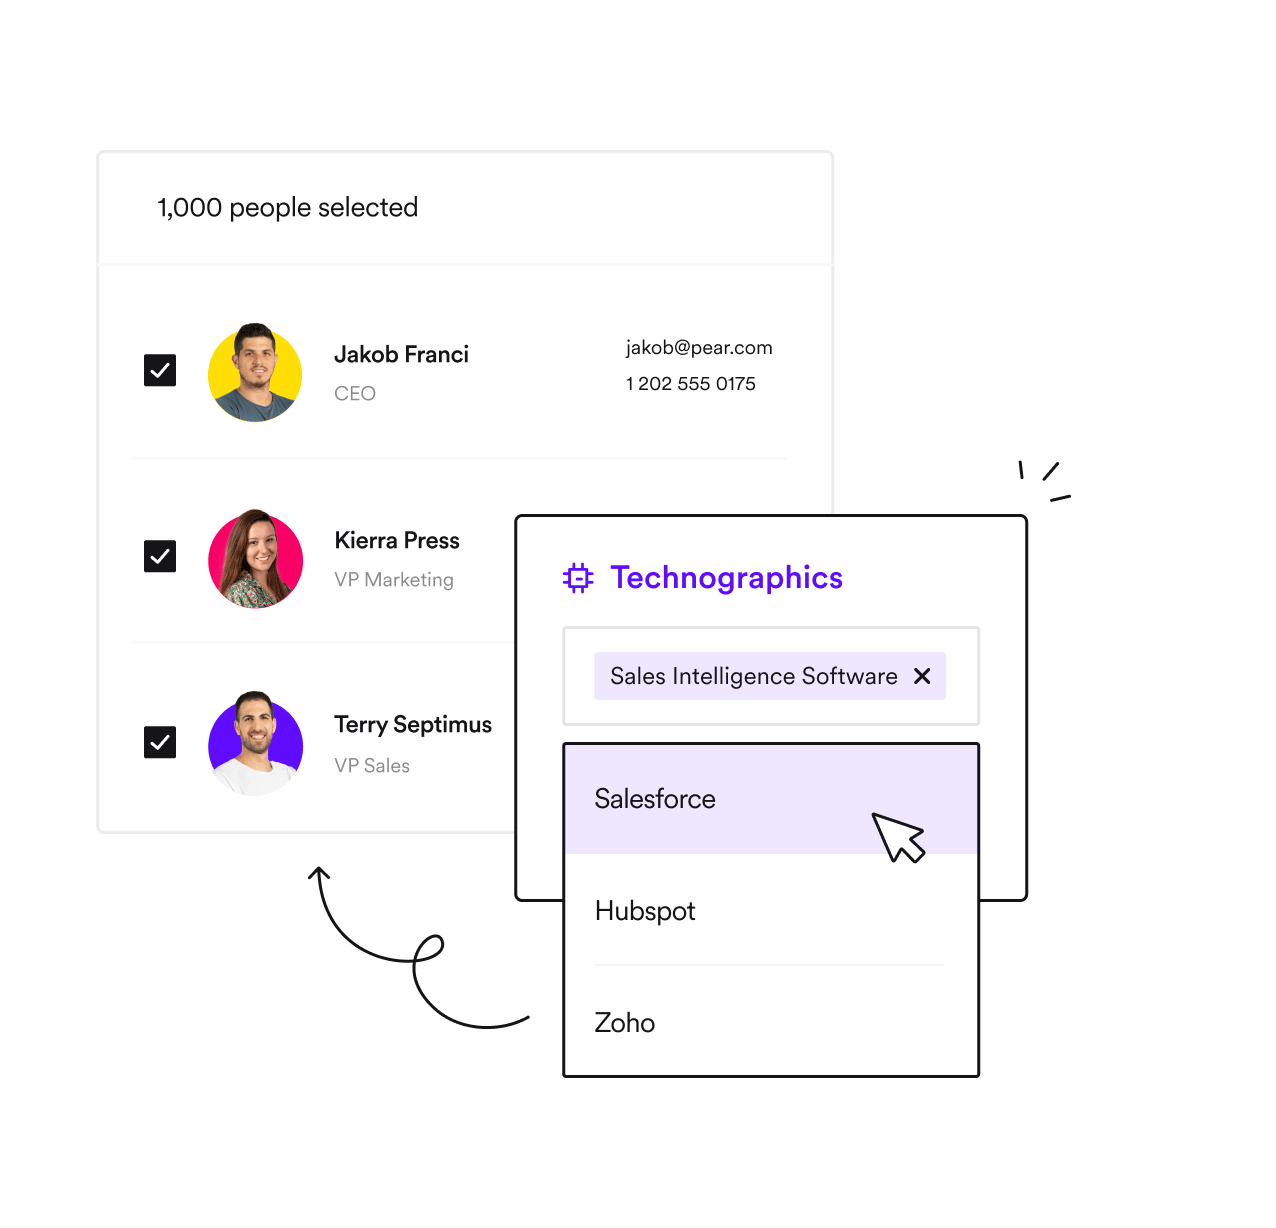 1,000 people selected
Jakob Franci
CEO
jakob@pear.com
1 202 555 0175
Kierra Press
VP Marketing
Terry Septimus
VP Sales
Technographics
Sales Intelligence Software
Salesforce
Hubspot
Zoho